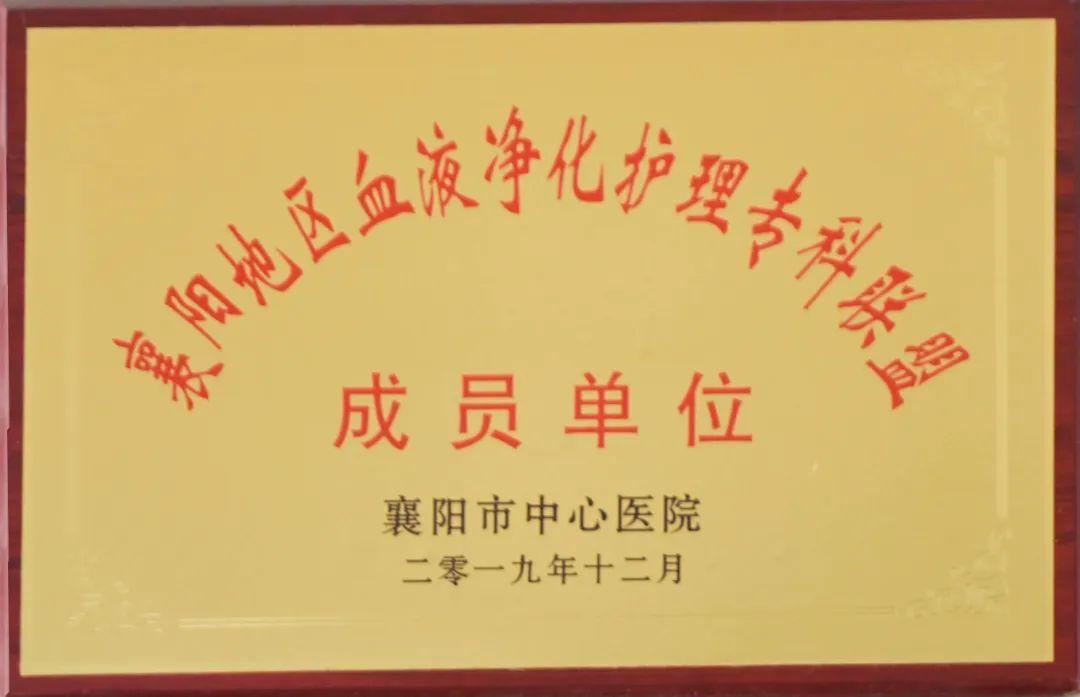 襄阳地区血液净化护理专科联盟
成员单位
襄阳市中心医院
二零一九年十二月